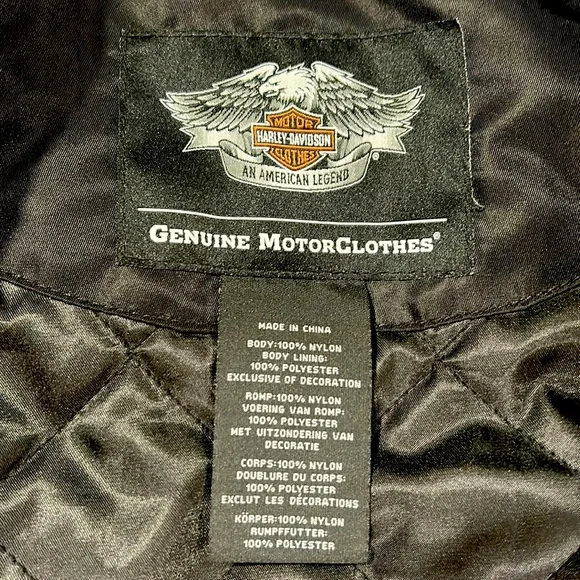 MOTOR
HARLEY-DAVIDSON
CLOTHES
®
AN AMERICAN LEGEND
GENUINE MOTORCLOTHES®
MADE IN CHINA
BODY:100% NYLON
BODY LINING:
100% POLYESTER
EXCLUSIVE OF DECORATION
ROMP:100% NYLON
VOERING VAN ROMP:
100% POLYESTER
MET UITZONDERING VAN
DECORATIE
CORPS:100% NYLON
DOUBLURE DU CORPS:
100% POLYESTER
EXCLUT LES DÉCORATIONS
KÖRPER:100% NYLON
RUMPFFUTTER:
100% POLYESTER